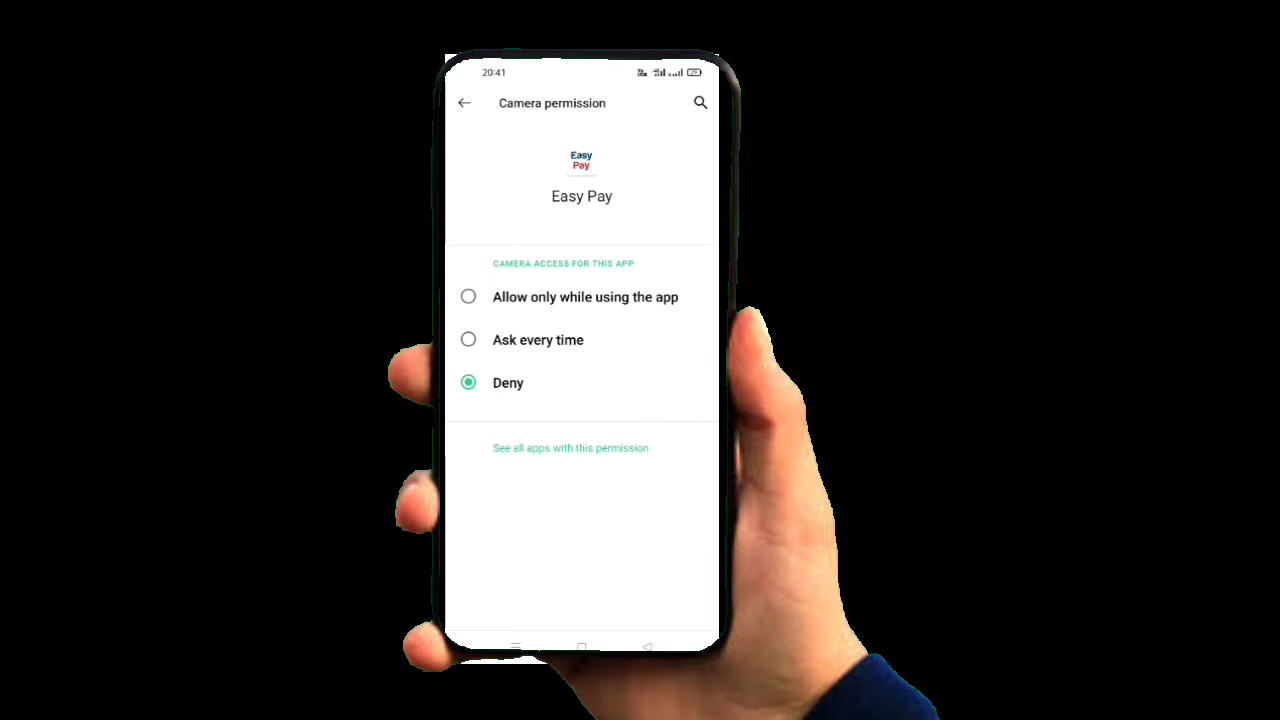 20:41
Camera permission
Easy
Pay
Easy Pay
CAMERA ACCESS FOR THIS APP
Allow only while using the app
Ask every time
Deny
See all apps with this permission